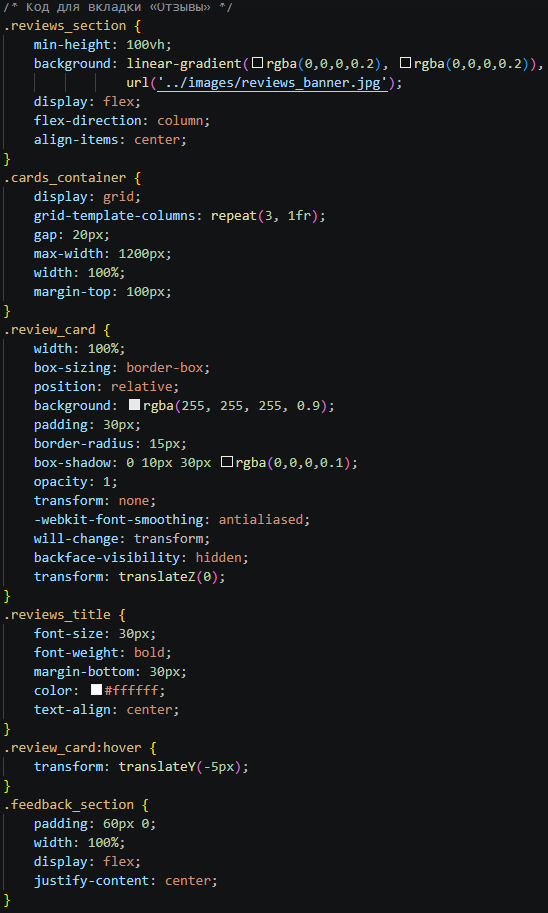 /* Код для вкладки «Отзывы» */
.reviews_section {
    min-height: 100vh;
    background: linear-gradient(rgba(0,0,0,0.2), rgba(0,0,0,0.2)),
                url('../images/reviews_banner.jpg');
    display: flex;
    flex-direction: column;
    align-items: center;
}
.cards_container {
    display: grid;
    grid-template-columns: repeat(3, 1fr);
    gap: 20px;
    max-width: 1200px;
    width: 100%;
    margin-top: 100px;
}
.review_card {
    width: 100%;
    box-sizing: border-box;
    position: relative;
    background: rgba(255, 255, 255, 0.9);
    padding: 30px;
    border-radius: 15px;
    box-shadow: 0 10px 30px rgba(0,0,0,0.1);
    opacity: 1;
    transform: none;
    -webkit-font-smoothing: antialiased;
    will-change: transform;
    backface-visibility: hidden;
    transform: translateZ(0);
}
.reviews_title {
    font-size: 30px;
    font-weight: bold;
    margin-bottom: 30px;
    color: #ffffff;
    text-align: center;
}
.review_card:hover {
    transform: translateY(-5px);
}
.feedback_section {
    padding: 60px 0;
    width: 100%;
    display: flex;
    justify-content: center;
}